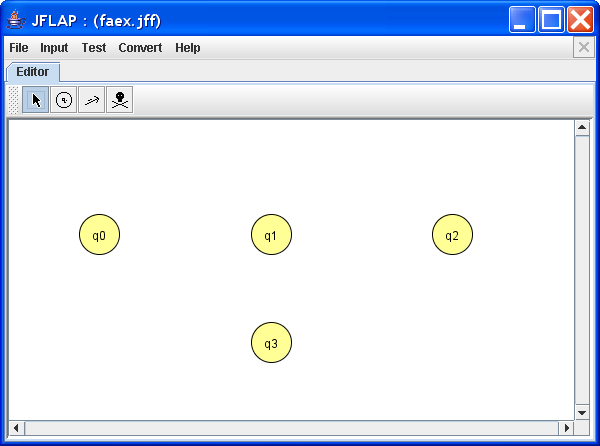 JFLAP : (faex.jff)
File Input Test Convert Help
Editor
q0 q1 q2
q3